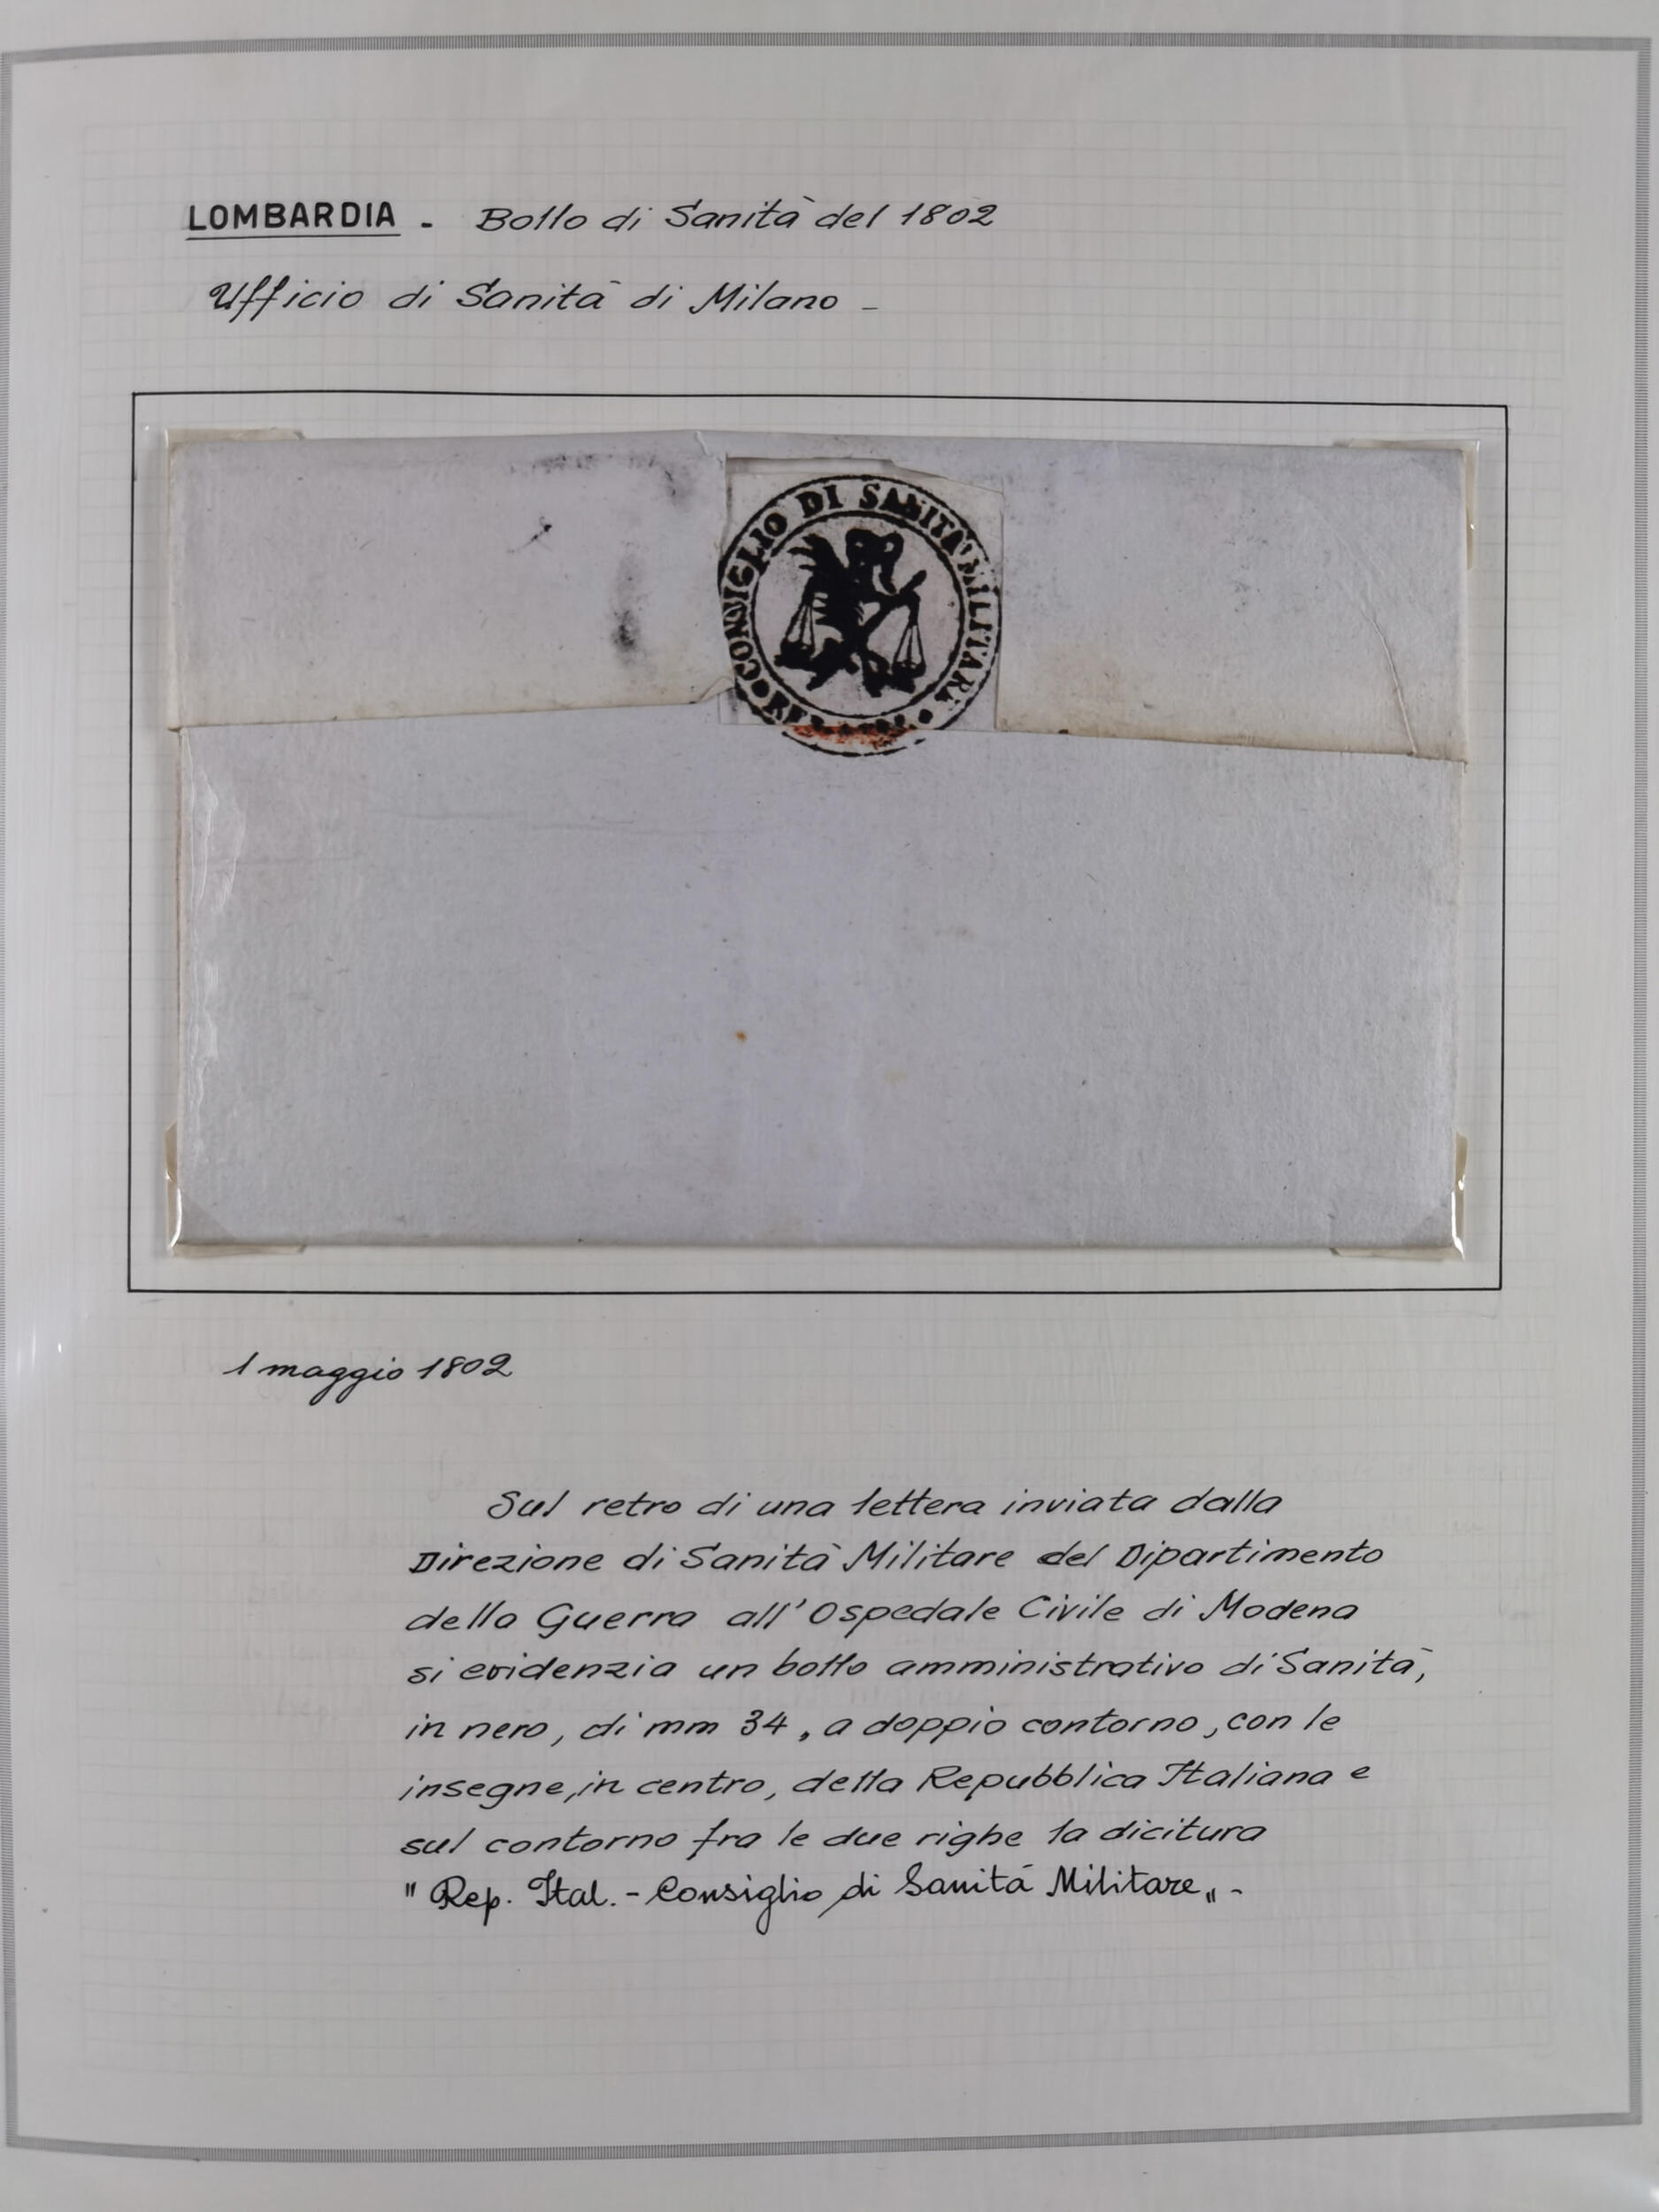 LOMBARDIA - Bollo di Sanità del 1802
Ufficio di Sanità di Milano -
CONSIGLIO DI SANITA MILITARE
1 maggio 1802
Sul retro di una lettera inviata dalla
Direzione di Sanità Militare del Dipartimento
della Guerra all'Ospedale Civile di Modena
si evidenzia un bollo amministrativo di Sanità,
in nero, di mm 34, a doppio contorno, con le
insegne, in centro, della Repubblica Italiana e
sul contorno fra le due righe la dicitura
"Rep. Ital. - Consiglio di Sanità Militare„ -